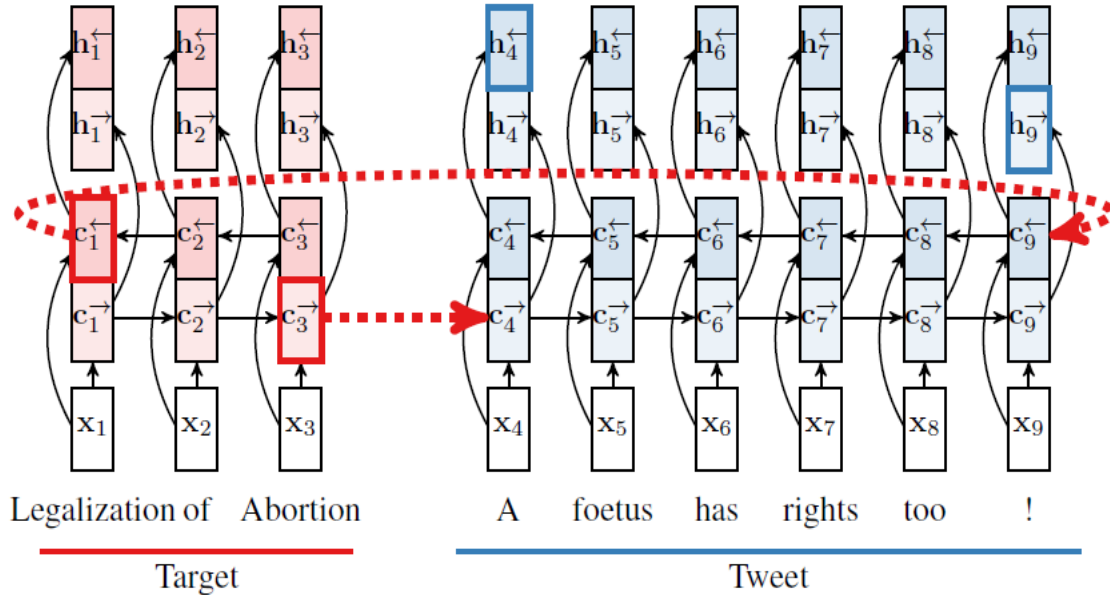 h₁← h₂← h₃← h₄← h₅← h₆← h₇← h₈← h₉←
h₁→ h₂→ h₃→ h₄→ h₅→ h₆→ h₇→ h₈→ h₉→
c₁← c₂← c₃← c₄← c₅← c₆← c₇← c₈← c₉←
c₁→ c₂→ c₃→ c₄→ c₅→ c₆→ c₇→ c₈→ c₉→
x₁ x₂ x₃ x₄ x₅ x₆ x₇ x₈ x₉
Legalization of Abortion A foetus has rights too !
Target Tweet